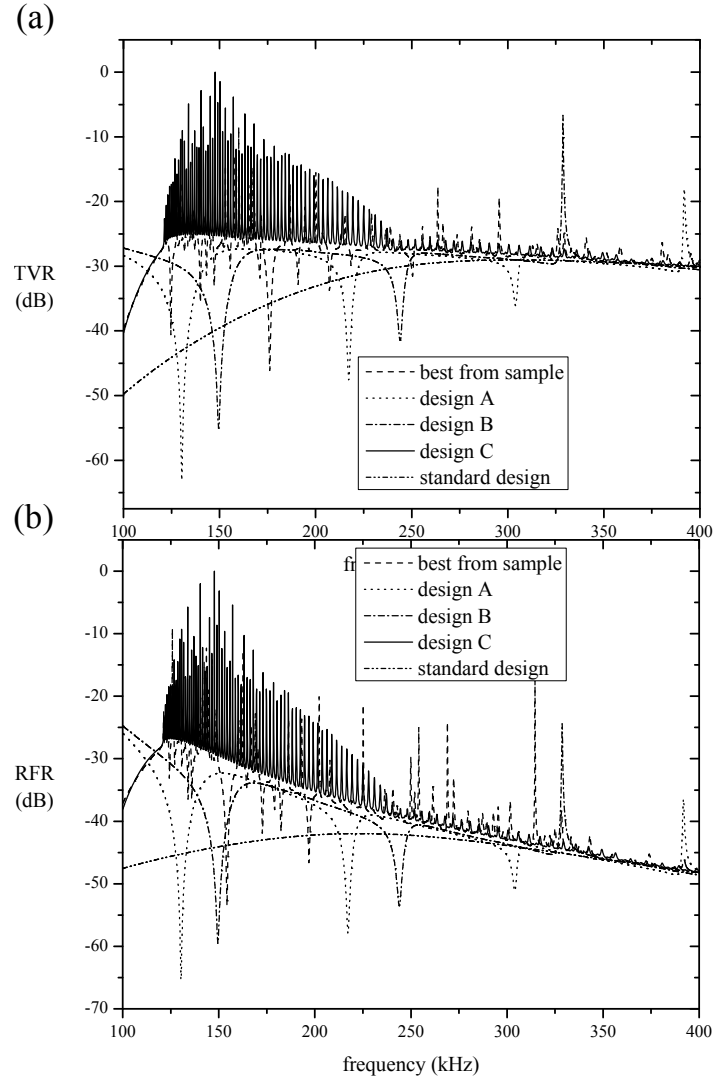 (a)
0
-10
-20
-30
-40
-50
-60
TVR
(dB)
best from sample
design A
design B
design C
standard design
100 150 200 250 300 350 400
(b)
0
-10
-20
-30
-40
-50
-60
-70
RFR
(dB)
best from sample
design A
design B
design C
standard design
100 150 200 250 300 350 400
frequency (kHz)